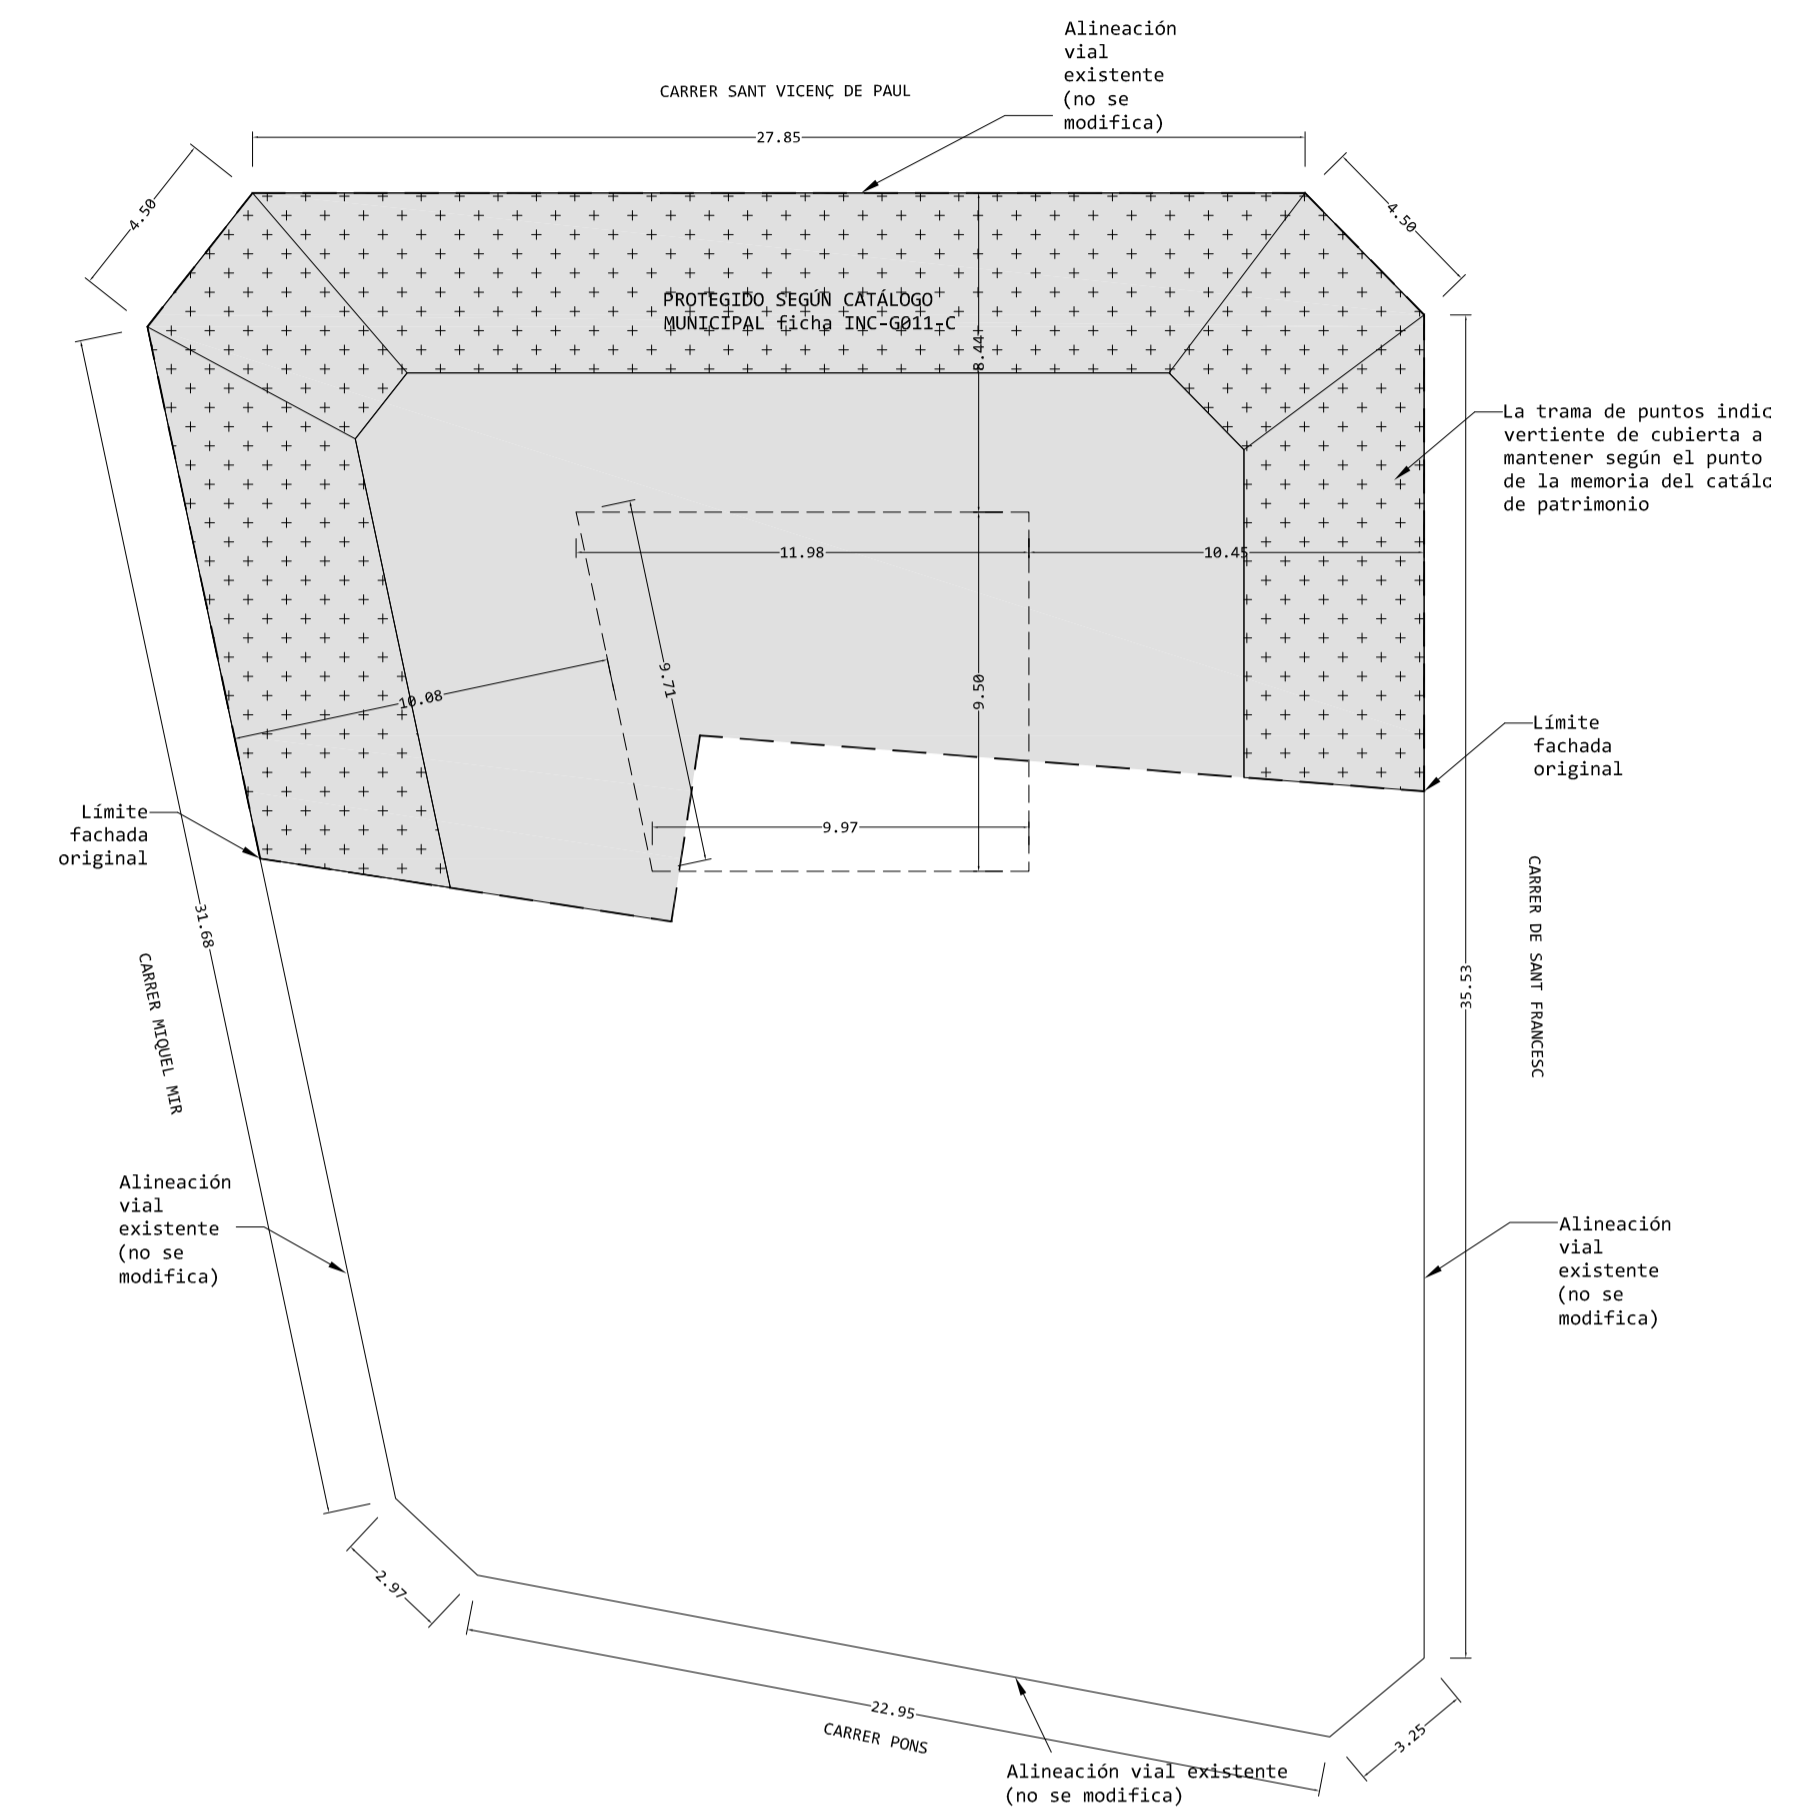 Alineación
vial
existente
(no se
modifica)
CARRER SANT VICENÇ DE PAUL
27.85
4.50
4.50
PROTEGIDO SEGÚN CATÁLOGO
MUNICIPAL ficha INC-G011-C
8.44
La trama de puntos indic
vertiente de cubierta a
mantener según el punto
de la memoria del catálo
de patrimonio
11.98
10.45
9.71
9.50
10.08
Límite
fachada
original
9.97
Límite
fachada
original
31.68
CARRER MIQUEL MIR
CARRER DE SANT FRANCESC
35.53
Alineación
vial
existente
(no se
modifica)
Alineación
vial
existente
(no se
modifica)
2.97
22.95
CARRER PONS
3.25
Alineación vial existente
(no se modifica)